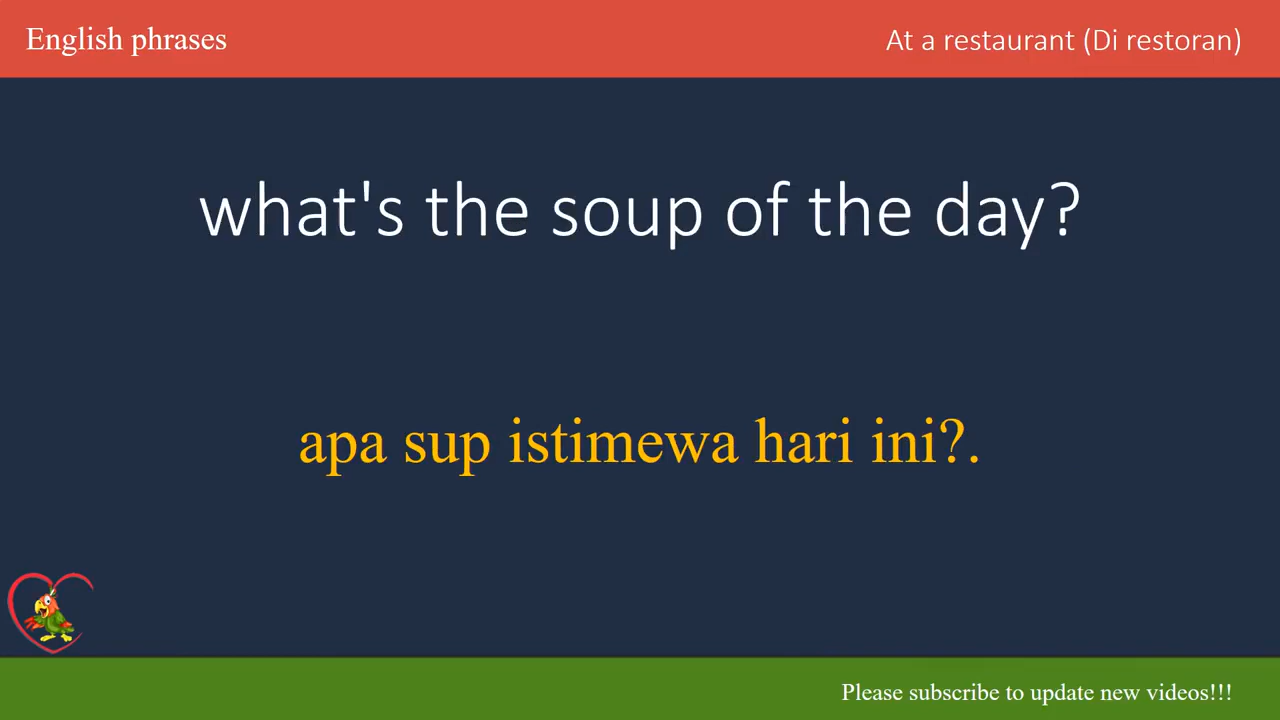 English phrases
At a restaurant (Di restoran)
what's the soup of the day?
apa sup istimewa hari ini?.
Please subscribe to update new videos!!!